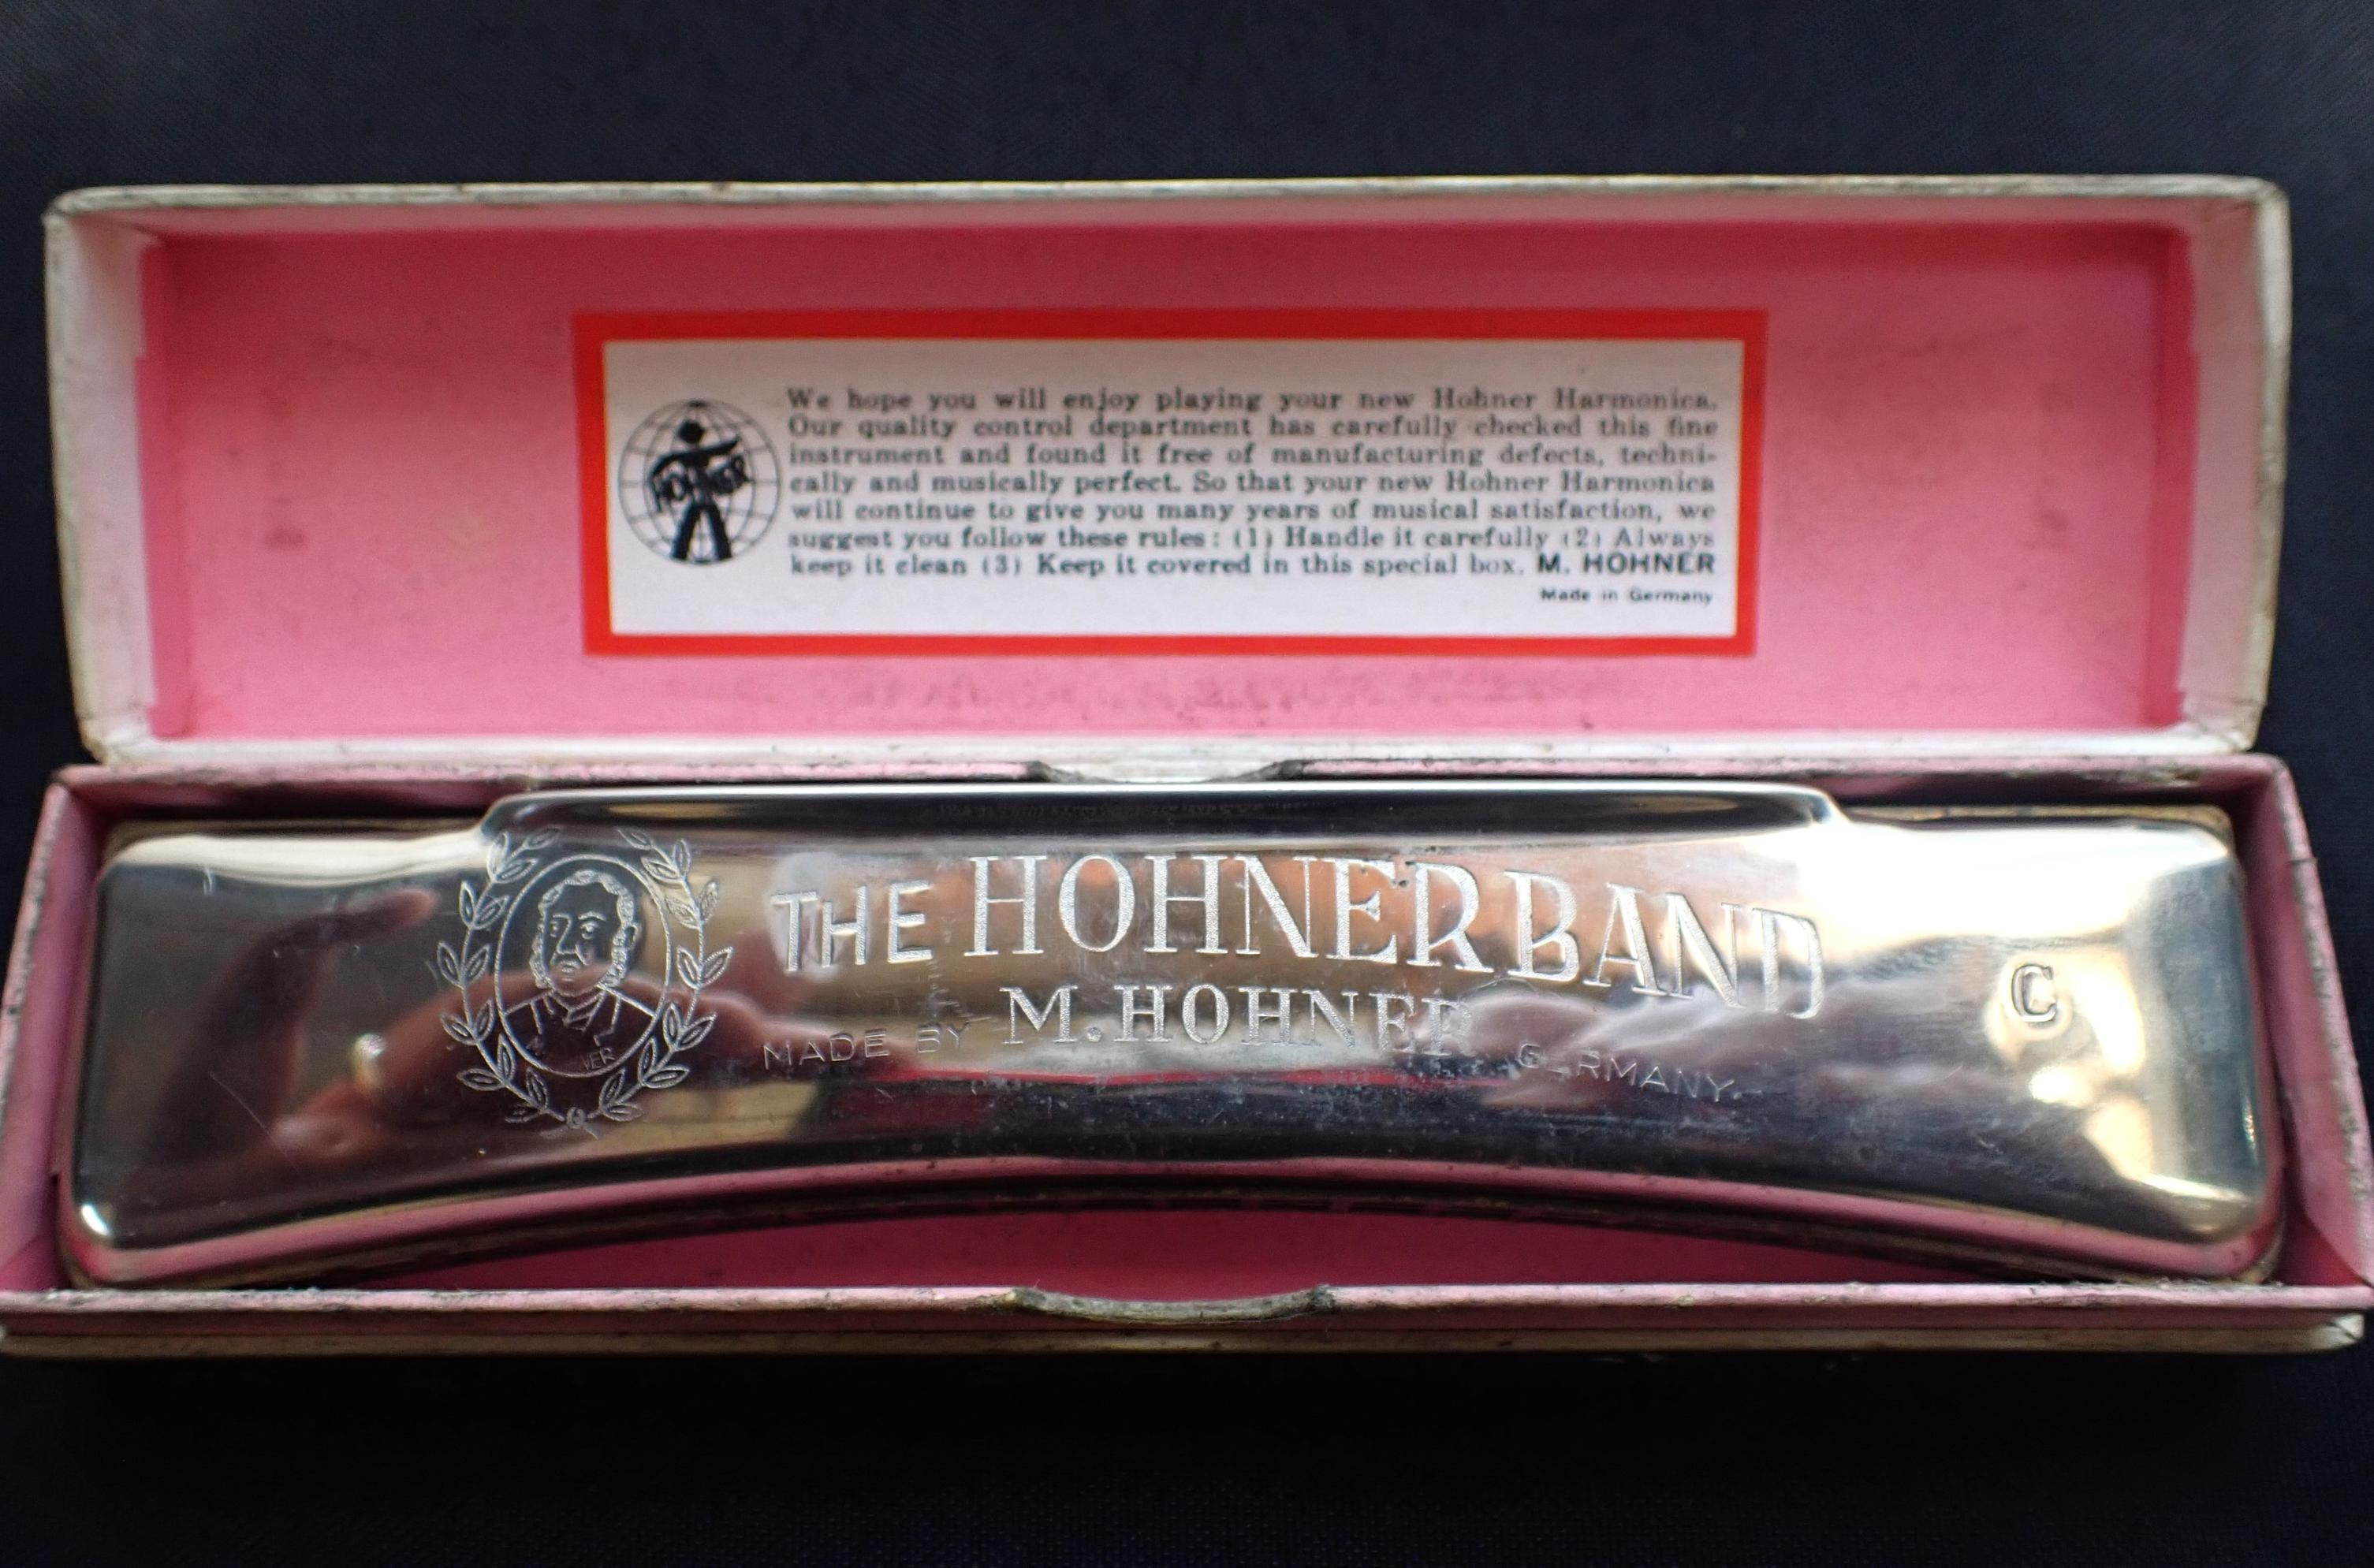 HOHNER
We hope you will enjoy playing your new Hohner Harmonica.
Our quality control department has carefully checked this fine
instrument and found it free of manufacturing defects, techni-
cally and musically perfect. So that your new Hohner Harmonica
will continue to give you many years of musical satisfaction, we
suggest you follow these rules: (1) Handle it carefully (2) Always
keep it clean (3) Keep it covered in this special box. M. HOHNER
Made in Germany
THE HOHNER BAND
MADE BY M. HOHNER GERMANY
C